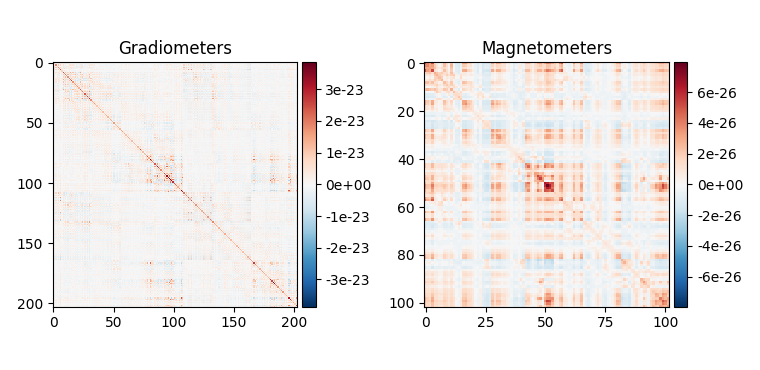 Gradiometers
0
50
100
150
200
0 50 100 150 200
3e-23
2e-23
1e-23
0e+00
-1e-23
-2e-23
-3e-23
Magnetometers
0
20
40
60
80
100
0 25 50 75 100
6e-26
4e-26
2e-26
0e+00
-2e-26
-4e-26
-6e-26